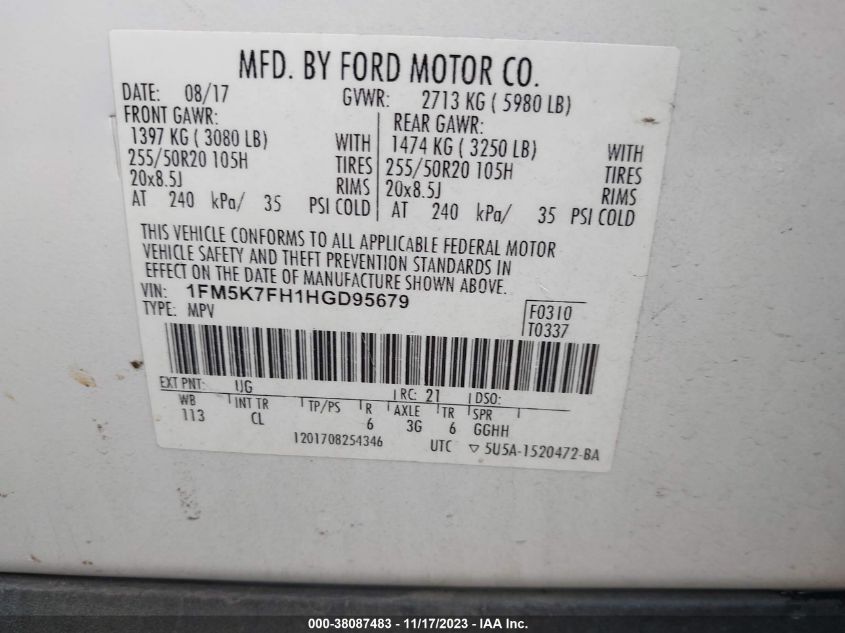 MFD. BY FORD MOTOR CO.
DATE: 08/17 GVWR: 2713 KG ( 5980 LB)
FRONT GAWR: REAR GAWR:
1397 KG ( 3080 LB) WITH 1474 KG ( 3250 LB) WITH
255/50R20 105H TIRES 255/50R20 105H TIRES
20x8.5J RIMS 20x8.5J RIMS
AT 240 kPa/ 35 PSI COLD AT 240 kPa/ 35 PSI COLD
THIS VEHICLE CONFORMS TO ALL APPLICABLE FEDERAL MOTOR
VEHICLE SAFETY AND THEFT PREVENTION STANDARDS IN
EFFECT ON THE DATE OF MANUFACTURE SHOWN ABOVE.
VIN: 1FM5K7FH1HGD95679 F0310
TYPE: MPV T0337
EXT PNT: UG RC: 21 DSO:
WB INT TR TP/PS R AXLE TR SPR
113 CL 6 3G 6 GGHH
1201708254346 UTC ▽ 5U5A-1520472-BA
000-38087483 - 11/17/2023 - IAA Inc.